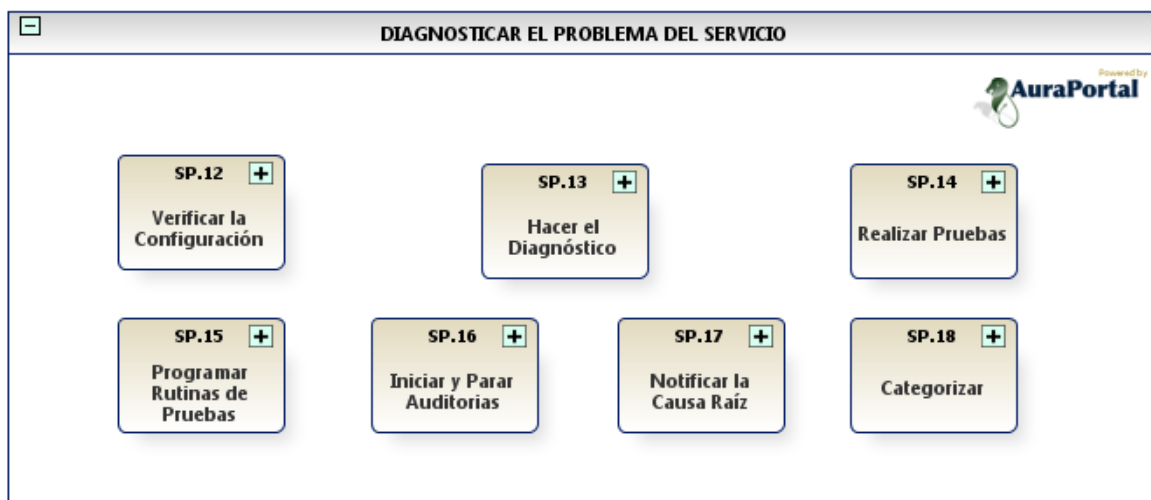 DIAGNOSTICAR EL PROBLEMA DEL SERVICIO
Powered by
AuraPortal
SP.12
Verificar la
Configuración
SP.13
Hacer el
Diagnóstico
SP.14
Realizar Pruebas
SP.15
Programar
Rutinas de
Pruebas
SP.16
Iniciar y Parar
Auditorias
SP.17
Notificar la
Causa Raíz
SP.18
Categorizar